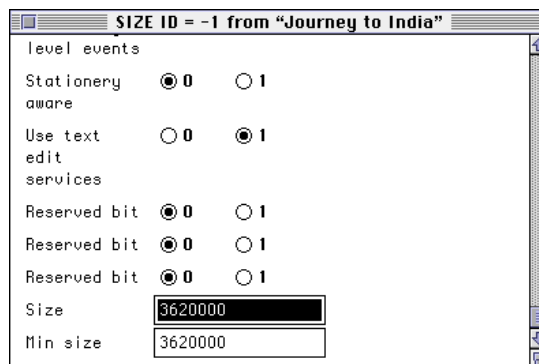 SIZE ID = -1 from “Journey to India”
level events
Stationery 0 1
aware
Use text 0 1
edit
services
Reserved bit 0 1
Reserved bit 0 1
Reserved bit 0 1
Size 3620000
Min size 3620000